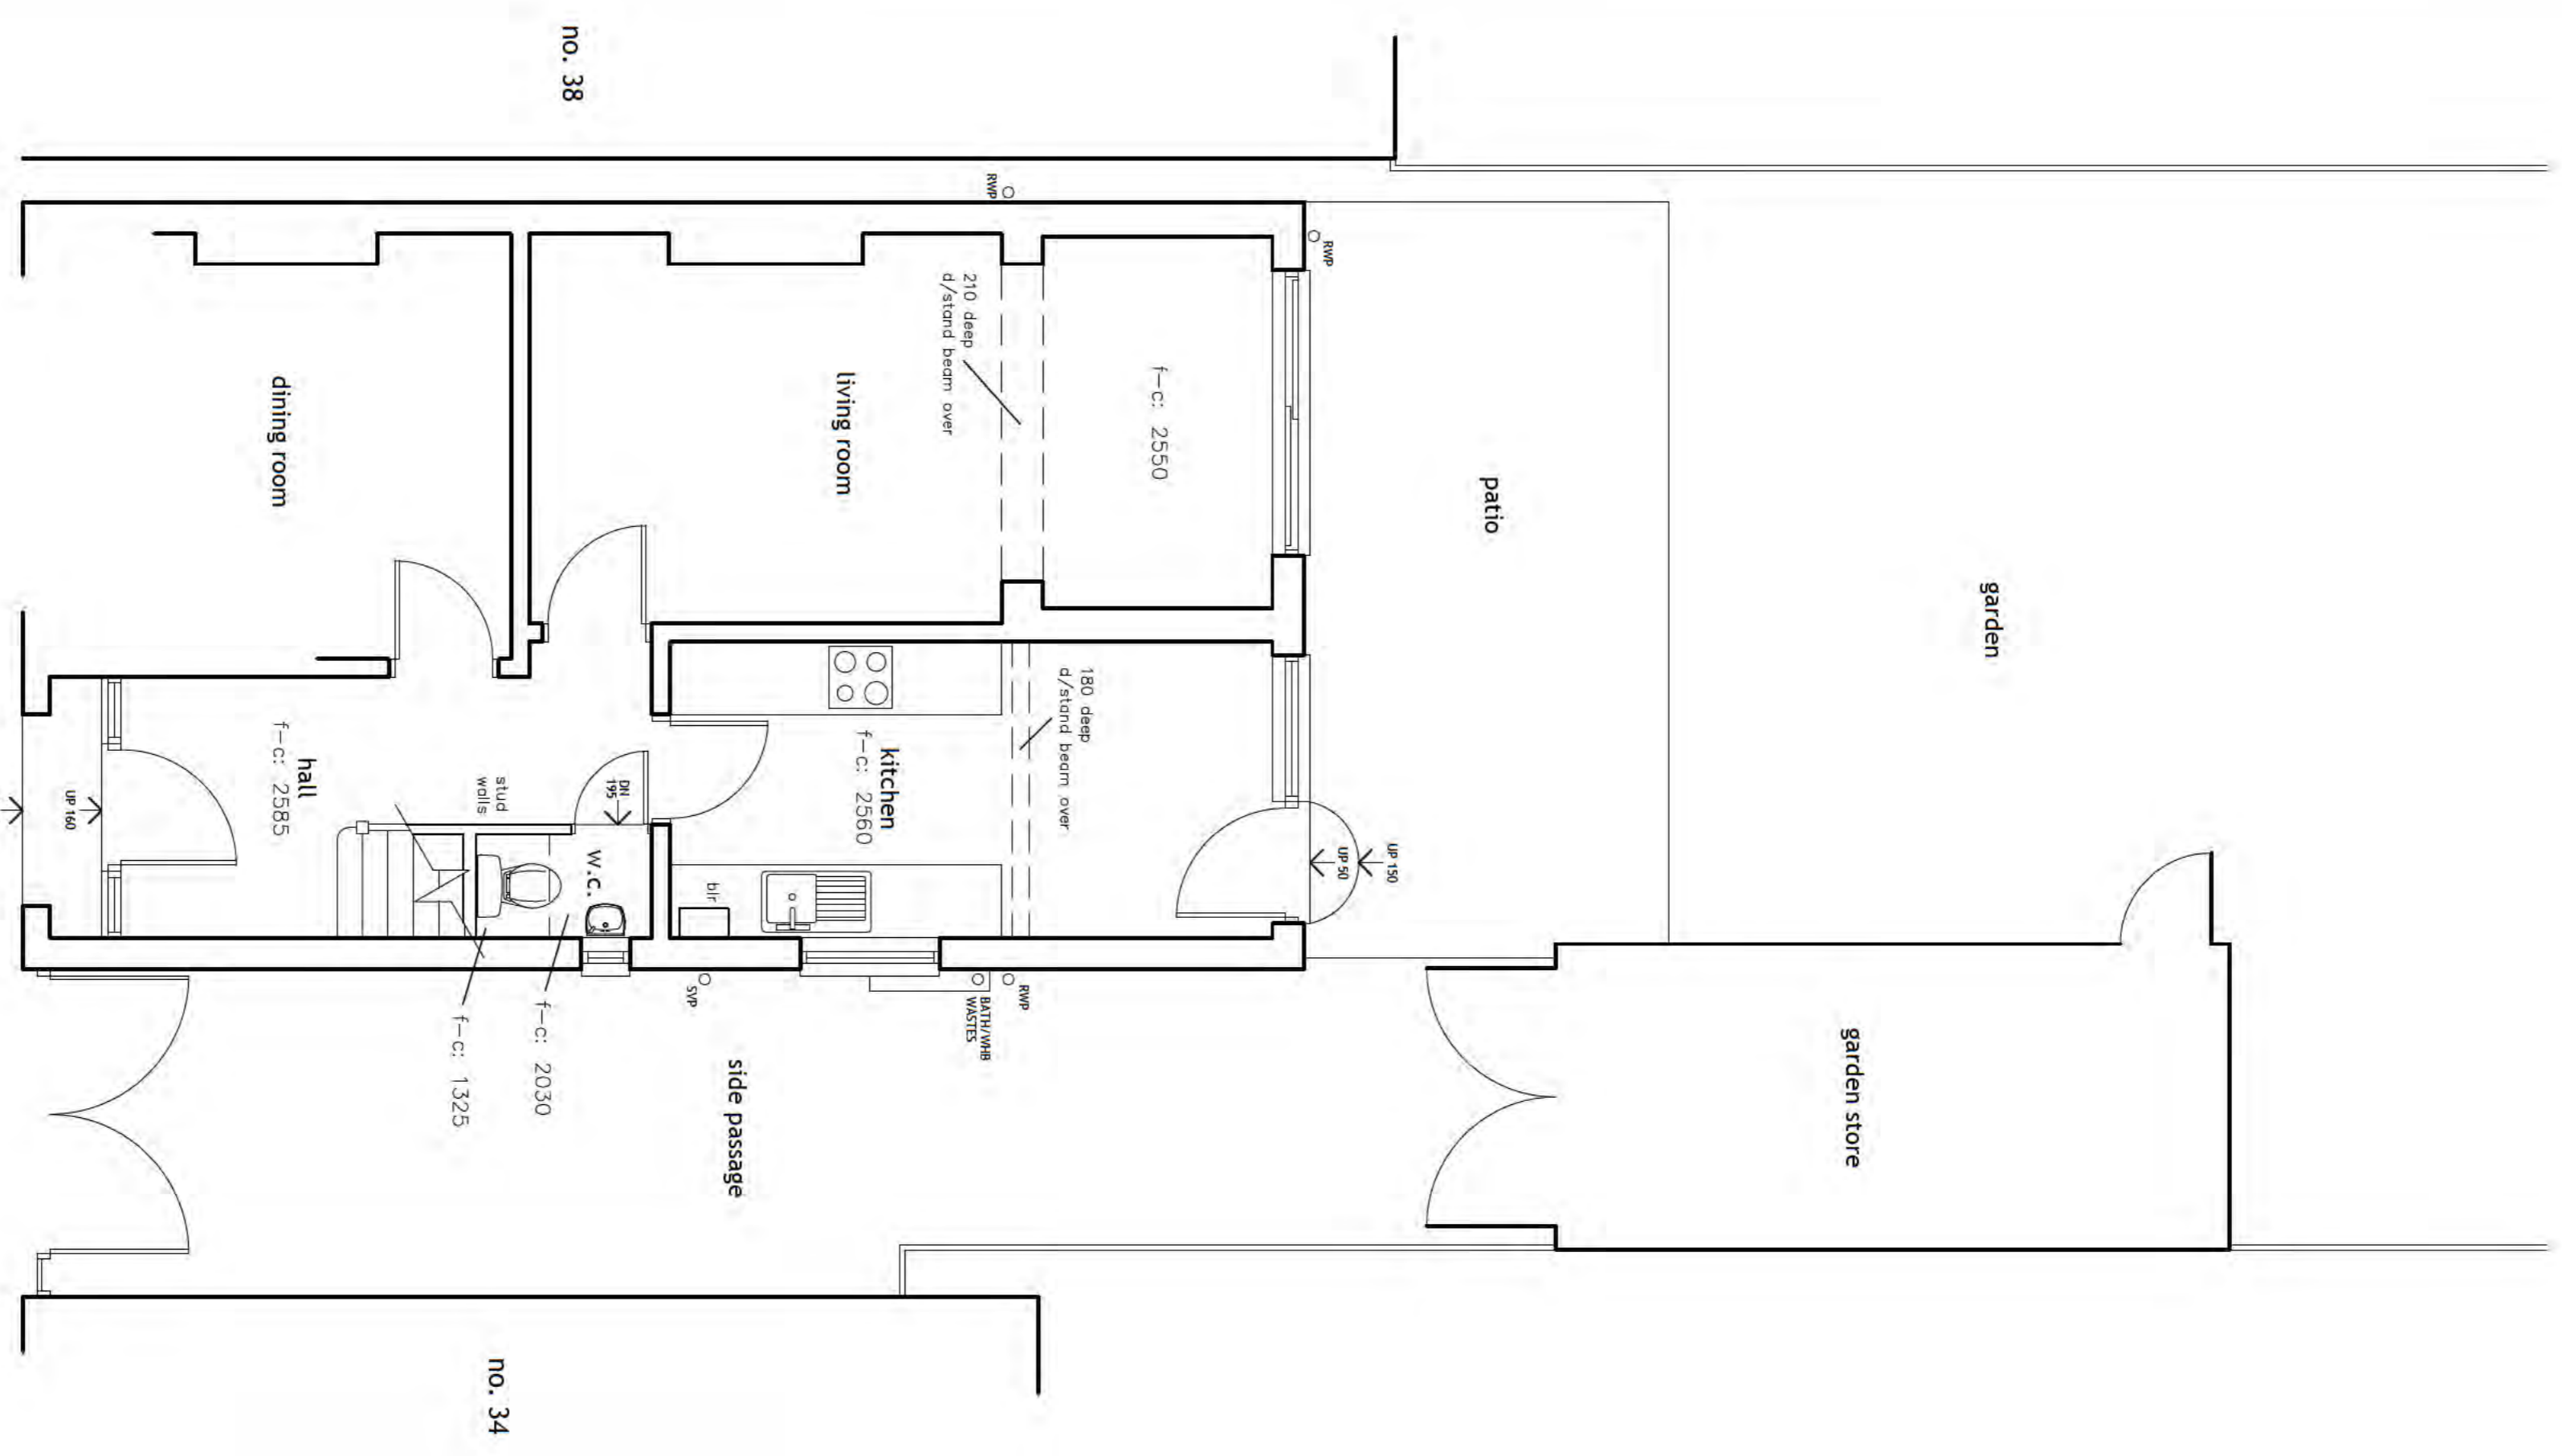 no. 38
RWP
RWP
210 deep
d/stand beam over
f-c: 2550
living room
dining room
patio
garden
180 deep
d/stand beam over
kitchen
f-c: 2560
hall
f-c: 2585
stud
walls
DN
195
UP 160
UP 150
UP 50
w.c.
blr
SVP
RWP
BATH/WHB
WASTES
f-c: 2030
f-c: 1325
side passage
garden store
no. 34